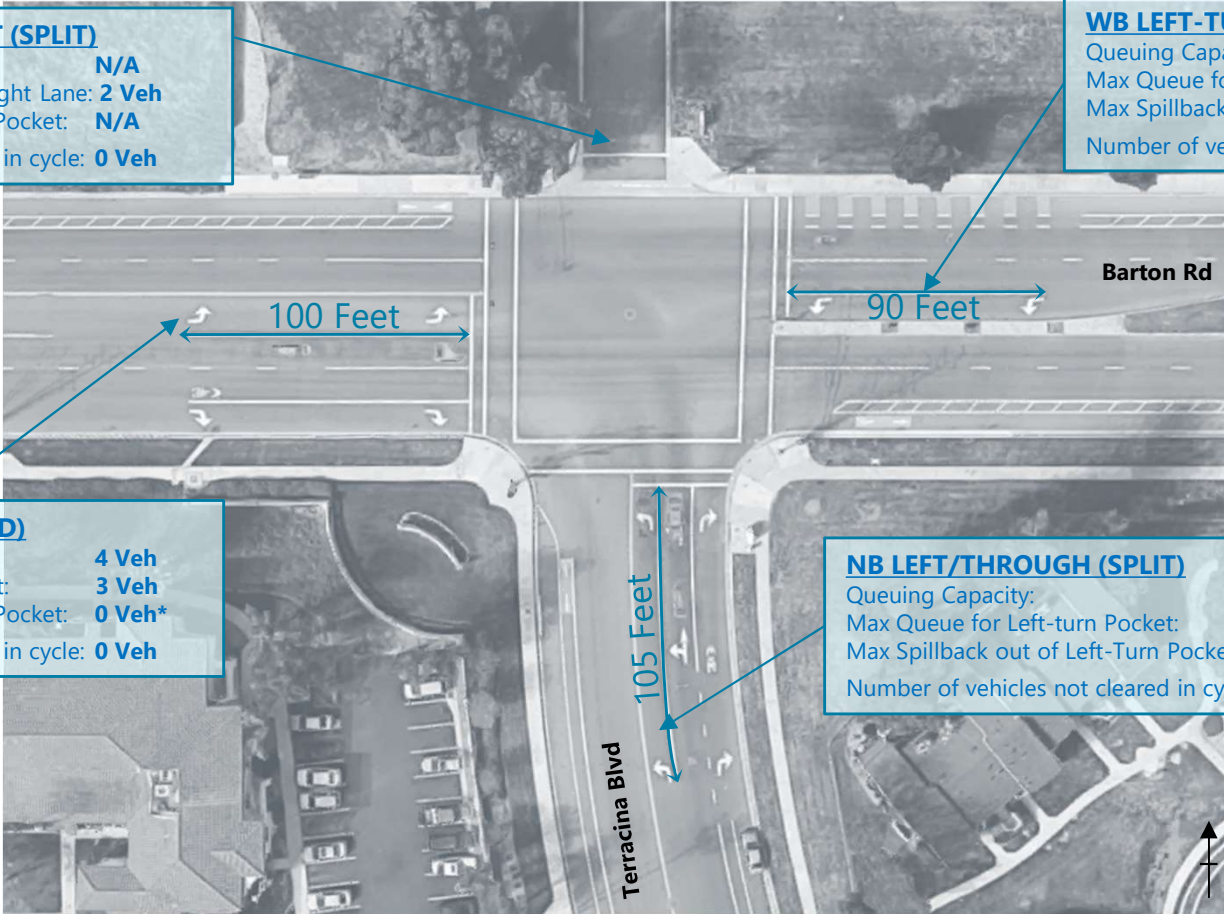 (SPLIT)
N/A
ght Lane: 2 Veh
Pocket: N/A
in cycle: 0 Veh
WB LEFT-TU
Queuing Capa
Max Queue fo
Max Spillback
Number of ve
Barton Rd
100 Feet
90 Feet
D)
4 Veh
t: 3 Veh
Pocket: 0 Veh*
in cycle: 0 Veh
105 Feet
NB LEFT/THROUGH (SPLIT)
Queuing Capacity:
Max Queue for Left-turn Pocket:
Max Spillback out of Left-Turn Pocke
Number of vehicles not cleared in cy
Terracina Blvd